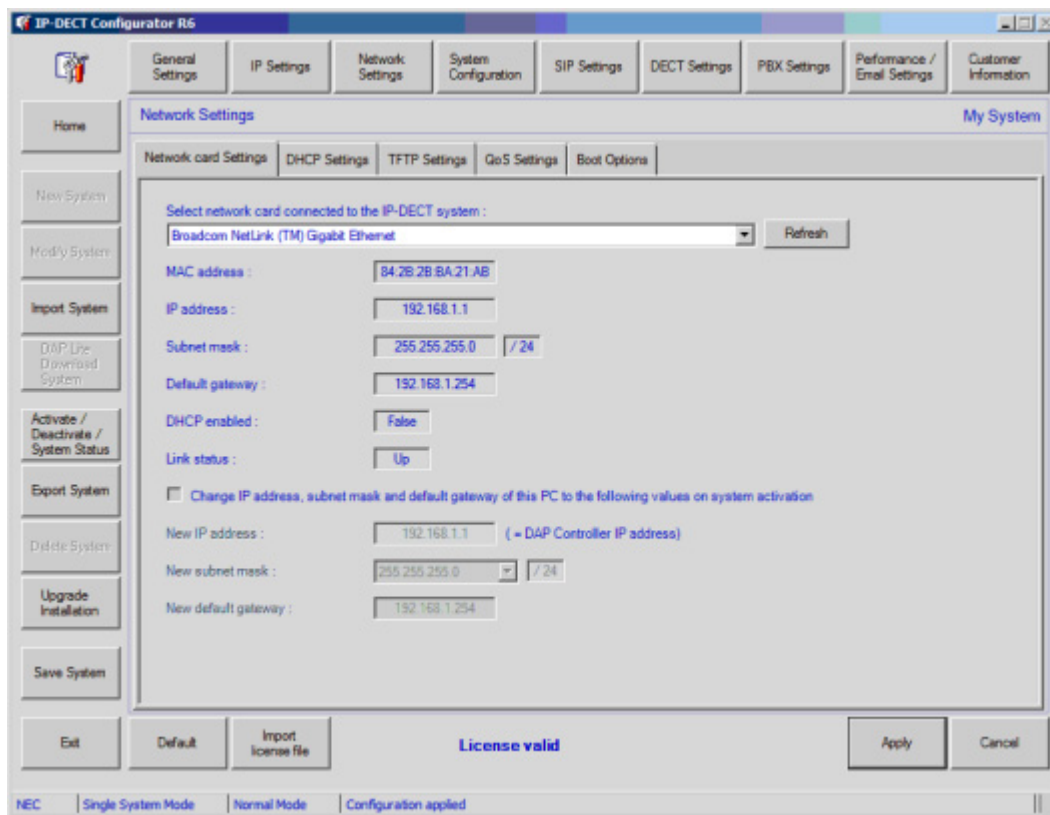 IP-DECT Configurator R6
General Settings
IP Settings
Network Settings
System Configuration
SIP Settings
DECT Settings
PBX Settings
Performance / Email Settings
Customer Information
Home
New System
Modify System
Import System
DAP Lite Download System
Activate / Deactivate / System Status
Export System
Delete System
Upgrade Installation
Save System
Exit
Network Settings
My System
Network card Settings
DHCP Settings
TFTP Settings
QoS Settings
Boot Options
Select network card connected to the IP-DECT system :
Broadcom NetLink (TM) Gigabit Ethernet
Refresh
MAC address : 84:2B:2B:BA:21:AB
IP address : 192.168.1.1
Subnet mask : 255.255.255.0 / 24
Default gateway : 192.168.1.254
DHCP enabled : False
Link status : Up
Change IP address, subnet mask and default gateway of this PC to the following values on system activation
New IP address : 192.168.1.1 ( = DAP Controller IP address)
New subnet mask : 255.255.255.0 / 24
New default gateway : 192.168.1.254
Default
Import license file
License valid
Apply
Cancel
NEC
Single System Mode
Normal Mode
Configuration applied